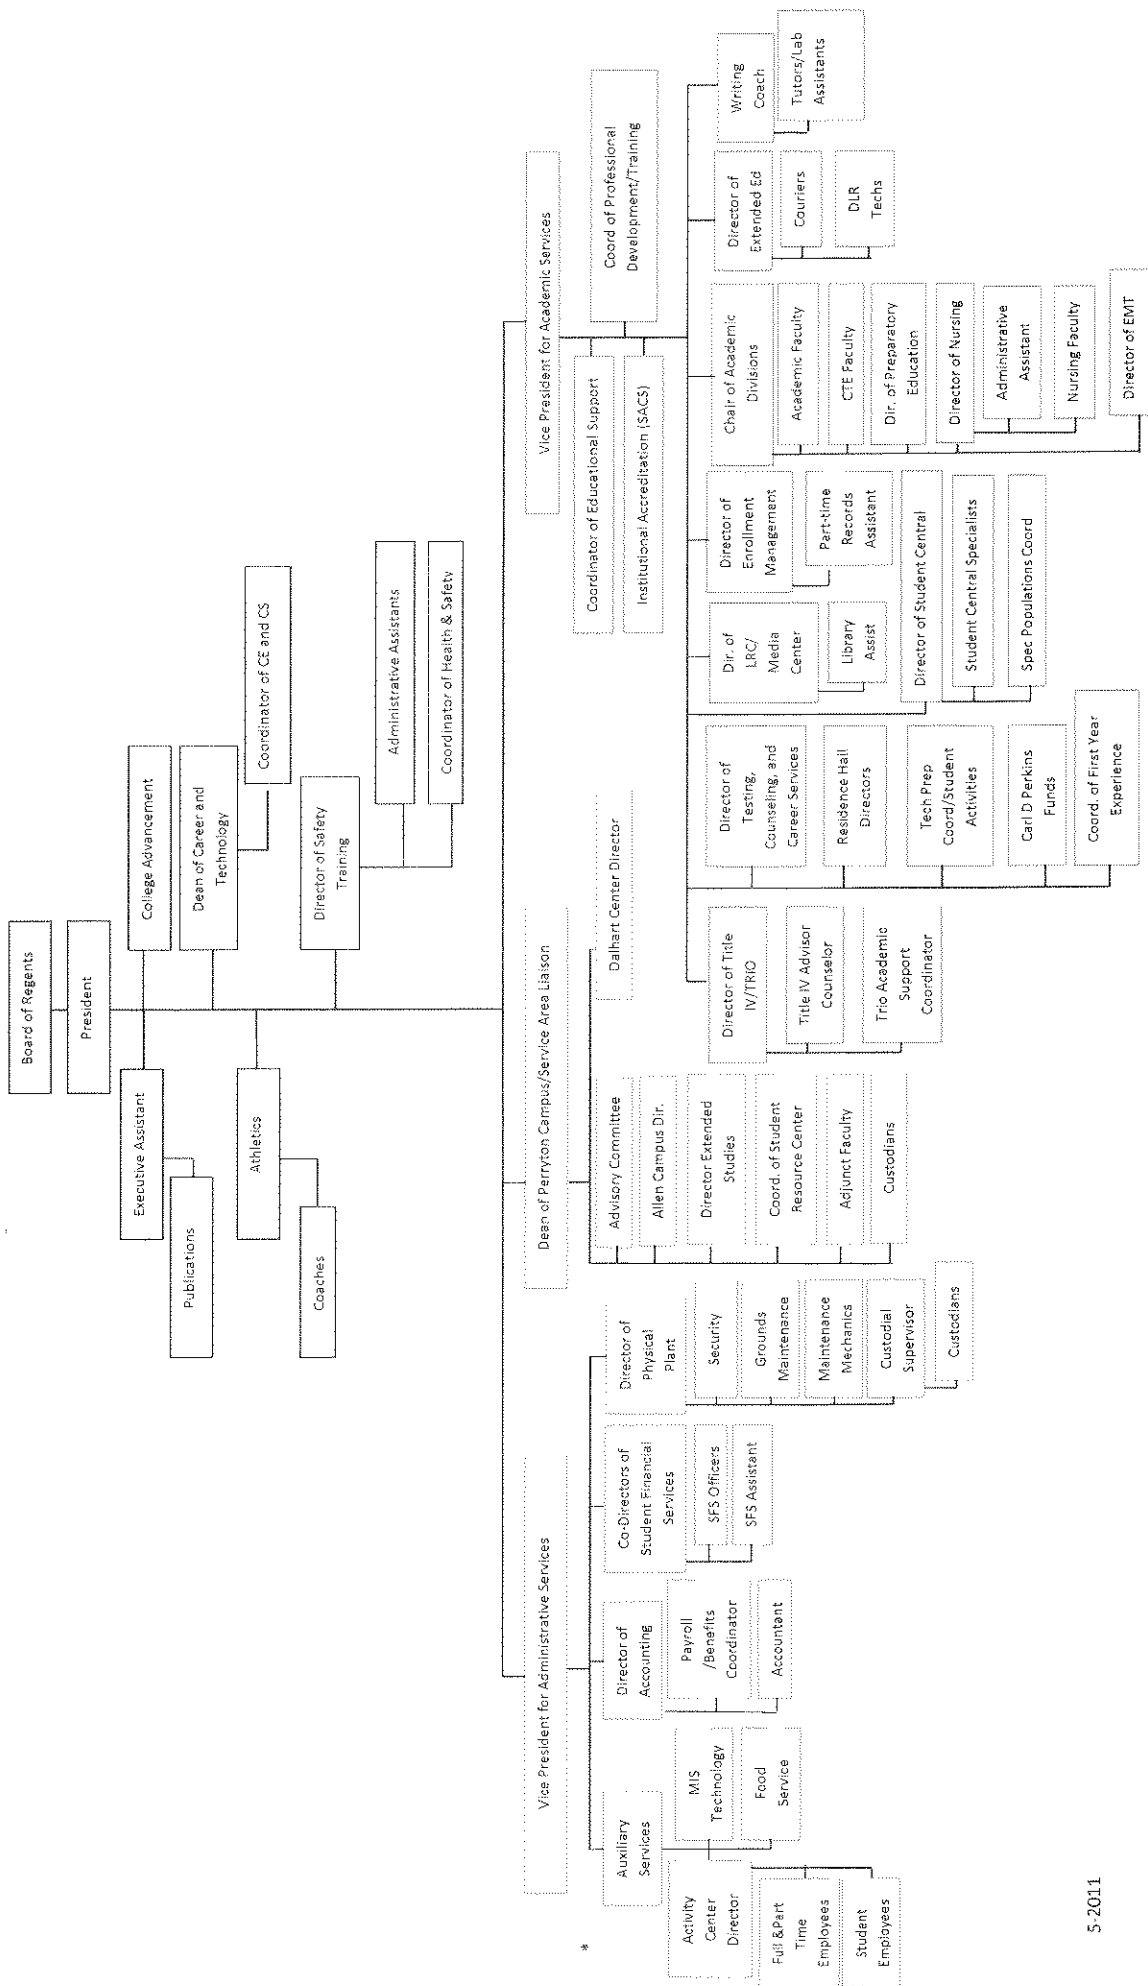 Board of Regents
President
Executive Assistant
College Advancement
Publications
Dean of Career and
Technology
Coordinator of CE and CS
Athletics
Coaches
Director of Safety
Training
Administrative Assistants
Coordinator of Health & Safety
Vice President for Administrative Services
Dean of Perryton Campus/Service Area Liaison
Vice President for Academic Services
*
Auxiliary
Services
Activity
Center
Director
Full &Part
Time
Employees
Student
Employees
MIS
Technology
Food
Service
Director of
Accounting
Payroll
/Benefits
Coordinator
Accountant
Co-Directors of
Student Financial
Services
SFS Officers
SFS Assistant
Director of
Physical
Plant
Security
Grounds
Maintenance
Maintenance
Mechanics
Custodial
Supervisor
Custodians
Advisory Committee
Allen Campus Dir.
Director Extended
Studies
Coord. of Student
Resource Center
Adjunct Faculty
Custodians
Dalhart Center Director
Coordinator of Educational Support
Institutional Accreditation (SACS)
Coord of Professional
Development/Training
Director of Title
IV/TRIO
Title IV Advisor
Counselor
Trio Academic
Support
Coordinator
Director of
Testing,
Counseling, and
Career Services
Residence Hall
Directors
Tech Prep
Coord/Student
Activities
Carl D Perkins
Funds
Coord. of First Year
Experience
Dir. of
LRC/
Media
Center
Library
Assist
Director of Student Central
Student Central Specialists
Spec Populations Coord
Director of
Enrollment
Management
Part-time
Records
Assistant
Chair of Academic
Divisions
Academic Faculty
CTE Faculty
Dir. of Preparatory
Education
Director of Nursing
Administrative
Assistant
Nursing Faculty
Director of EMT
Director of
Extended Ed
Couriers
DLR
Techs
Writing
Coach
Tutors/Lab
Assistants
5-2011